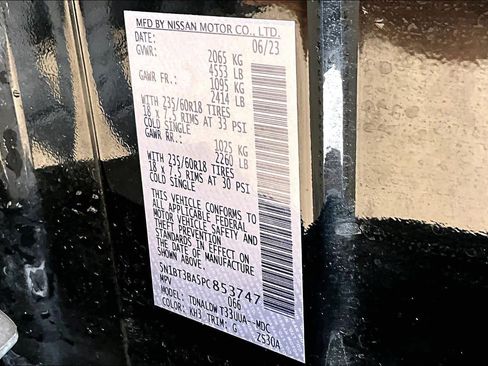 MFD BY NISSAN MOTOR CO., LTD.
DATE: 06/23
GVWR: 2065 KG
4553 LB
GAWR FR.: 1095 KG
2414 LB
WITH 235/60R18 TIRES
18 x 7.5 RIMS AT 33 PSI
COLD SINGLE
GAWR RR.: 1025 KG
2260 LB
WITH 235/60R18 TIRES
18 x 7.5 RIMS AT 30 PSI
COLD SINGLE
THIS VEHICLE CONFORMS TO
ALL APPLICABLE FEDERAL
MOTOR VEHICLE SAFETY AND
THEFT PREVENTION
STANDARDS IN EFFECT ON
THE DATE OF MANUFACTURE
SHOWN ABOVE.
5N1BT3BA5PC853747
MPV 066
MODEL: TDNALDW T33UUA--MDC
COLOR: KH3 TRIM: G 2S30A